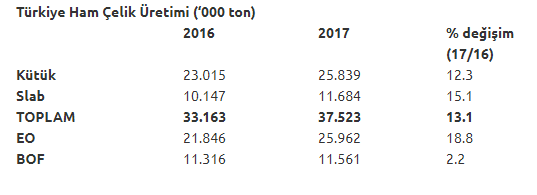 Türkiye Ham Çelik Üretimi (‘000 ton)
2016 2017 % değişim
(17/16)
Kütük 23.015 25.839 12.3
Slab 10.147 11.684 15.1
TOPLAM 33.163 37.523 13.1
EO 21.846 25.962 18.8
BOF 11.316 11.561 2.2